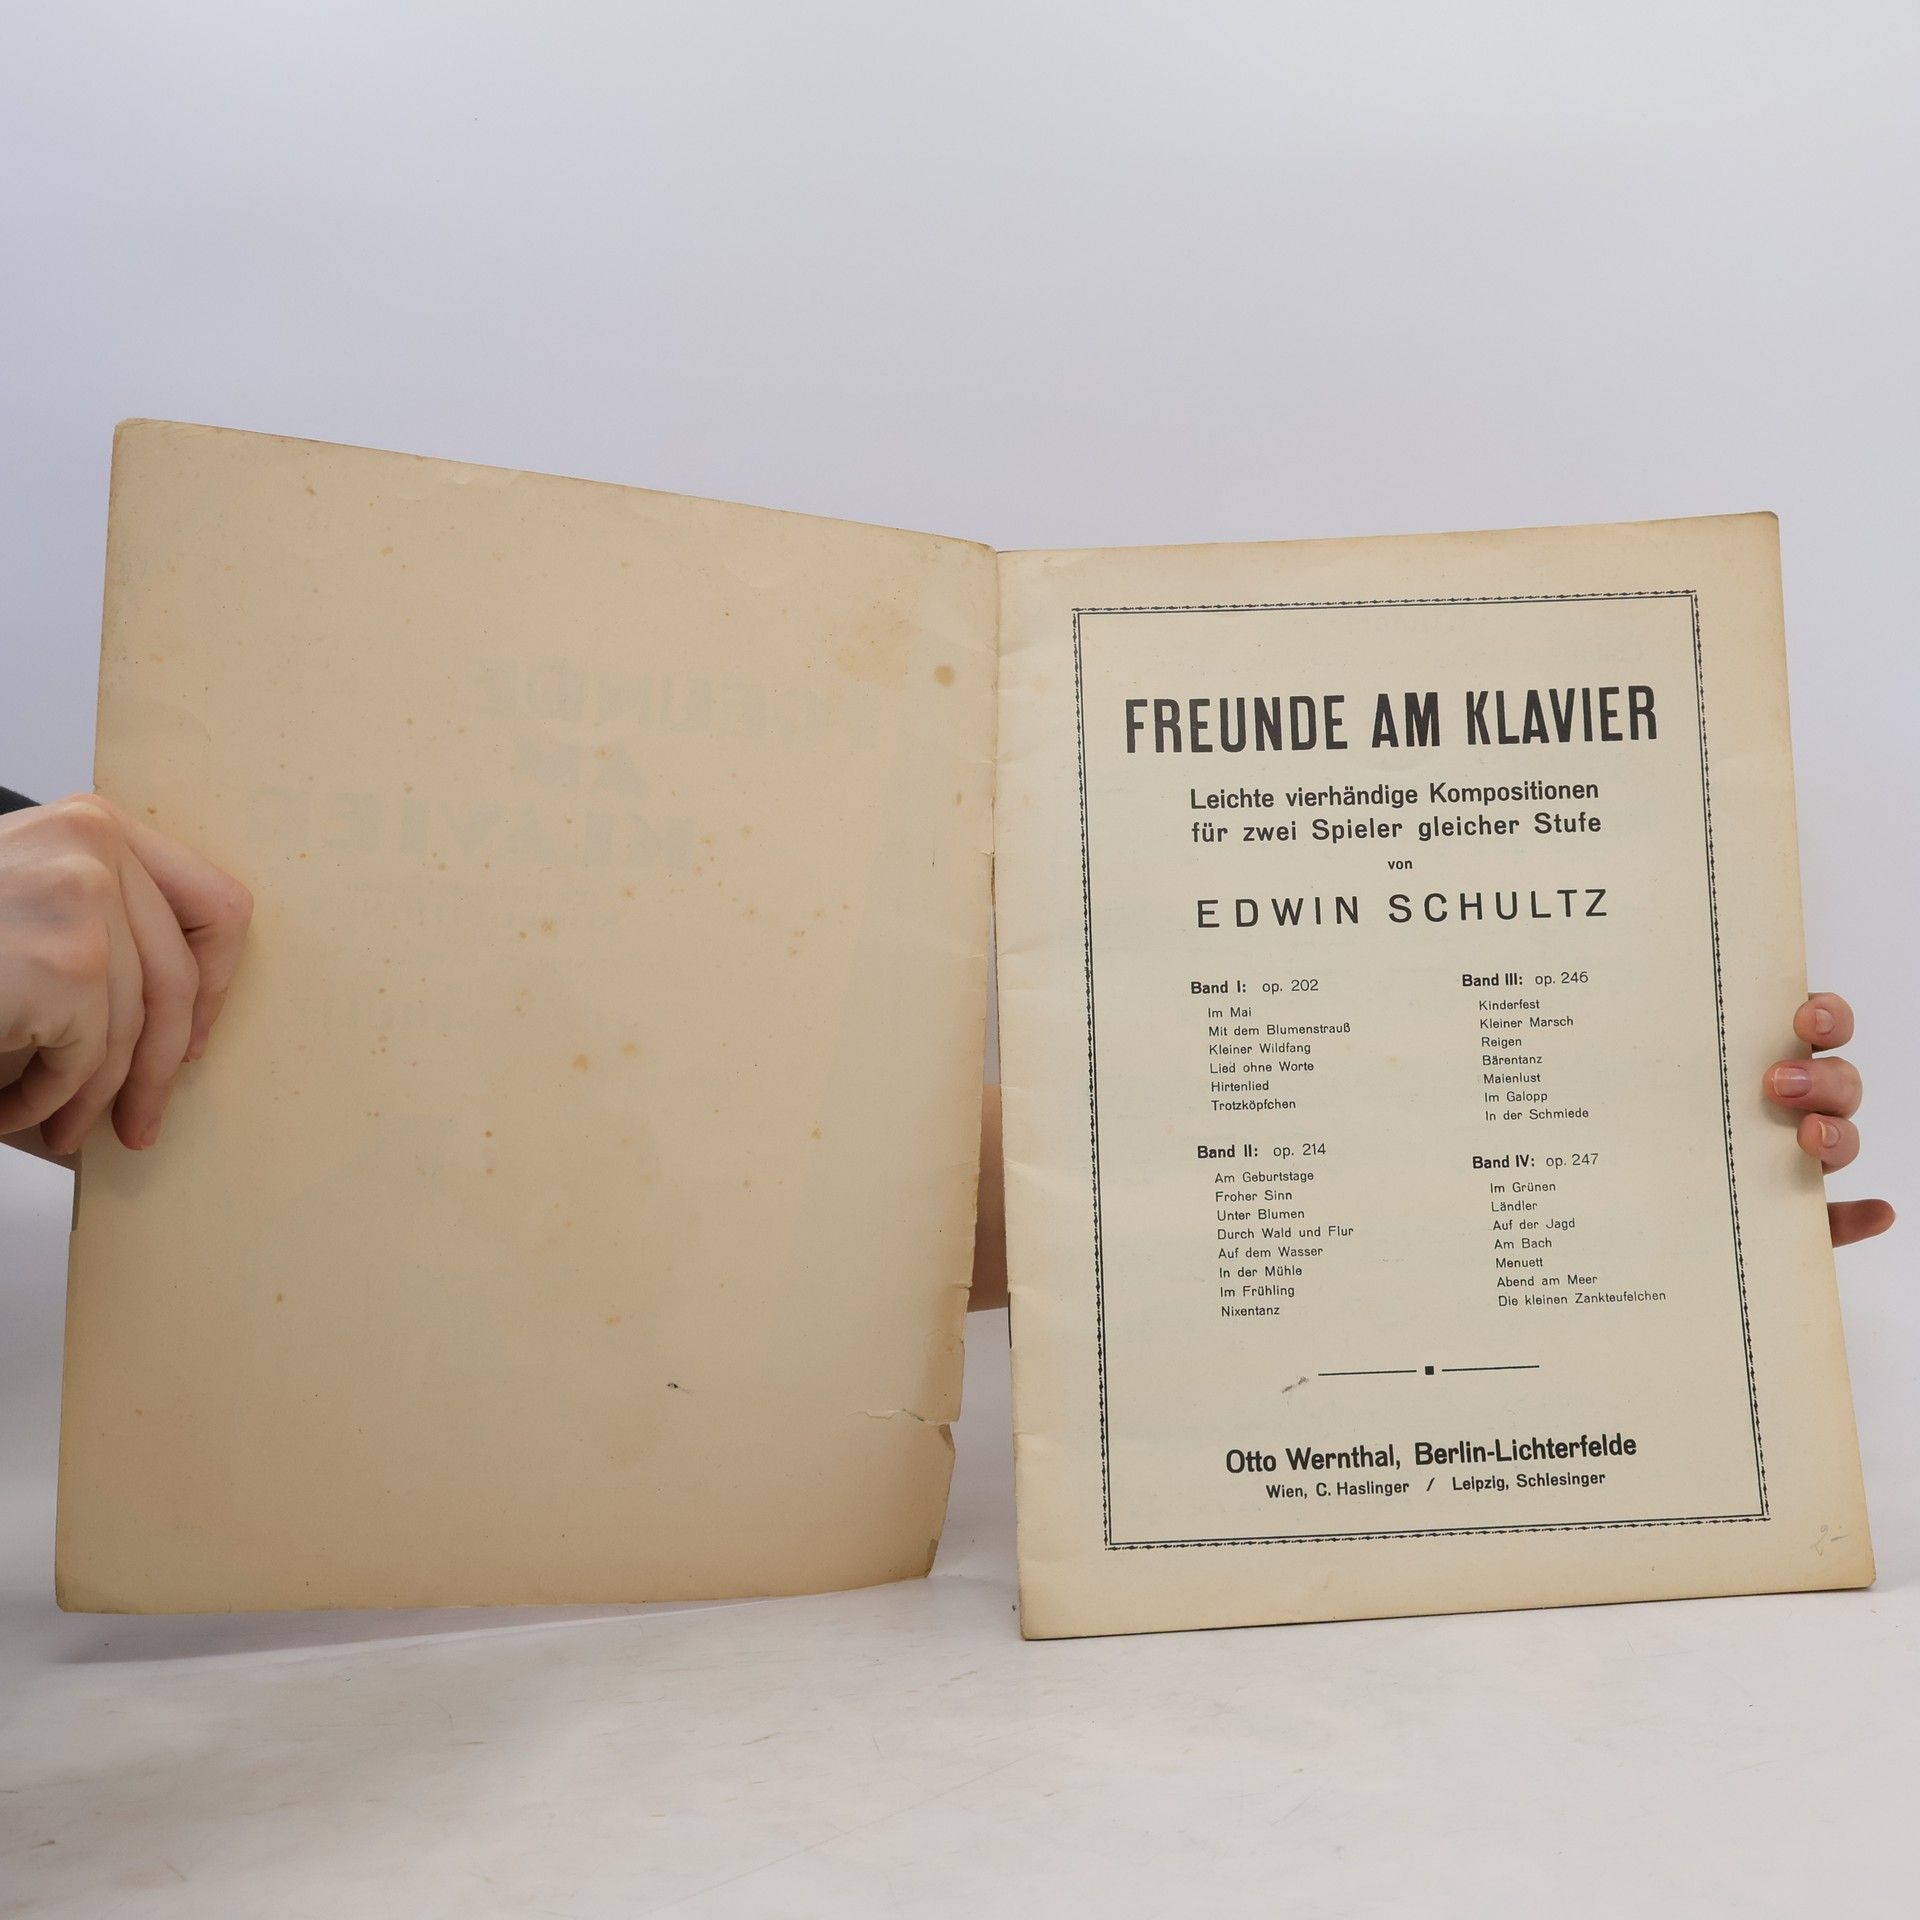 FREUNDE AM KLAVIER
Leichte vierhändige Kompositionen
für zwei Spieler gleicher Stufe
von
EDWIN SCHULTZ
Band I: op. 202
Im Mai
Mit dem Blumenstrauß
Kleiner Wildfang
Lied ohne Worte
Hirtenlied
Trotzköpfchen
Band II: op. 214
Am Geburtstage
Froher Sinn
Unter Blumen
Durch Wald und Flur
Auf dem Wasser
In der Mühle
Im Frühling
Nixentanz
Band III: op. 246
Kinderfest
Kleiner Marsch
Reigen
Bärentanz
Maienlust
Im Galopp
In der Schmiede
Band IV: op. 247
Im Grünen
Ländler
Auf der Jagd
Am Bach
Menuett
Abend am Meer
Die kleinen Zankteufelchen
Otto Wernthal, Berlin-Lichterfelde
Wien, C. Haslinger / Leipzig, Schlesinger
2-